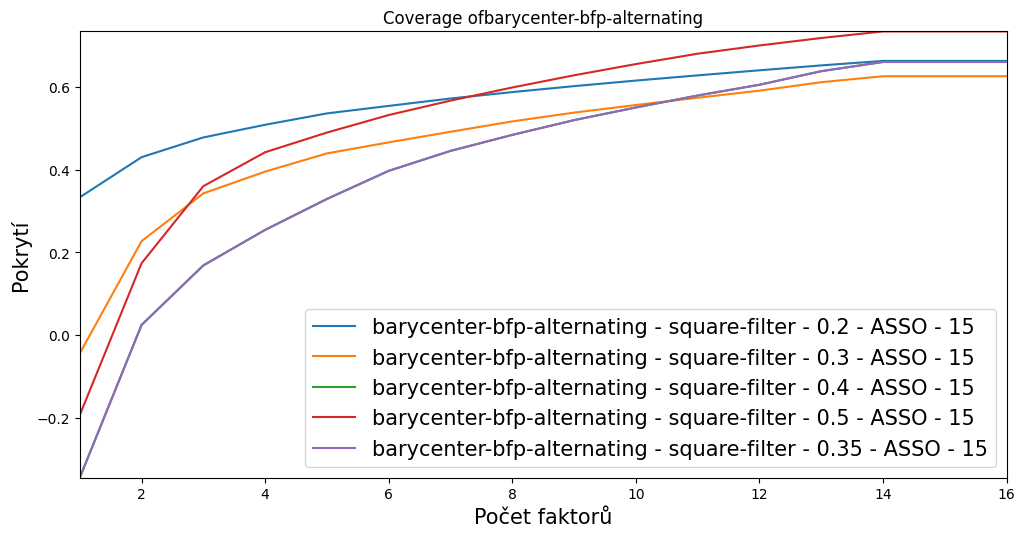 Coverage ofbarycenter-bfp-alternating
Pokrytí
0.6
0.4
0.2
0.0
−0.2
barycenter-bfp-alternating - square-filter - 0.2 - ASSO - 15
barycenter-bfp-alternating - square-filter - 0.3 - ASSO - 15
barycenter-bfp-alternating - square-filter - 0.4 - ASSO - 15
barycenter-bfp-alternating - square-filter - 0.5 - ASSO - 15
barycenter-bfp-alternating - square-filter - 0.35 - ASSO - 15
2 4 6 8 10 12 14 16
Počet faktorů